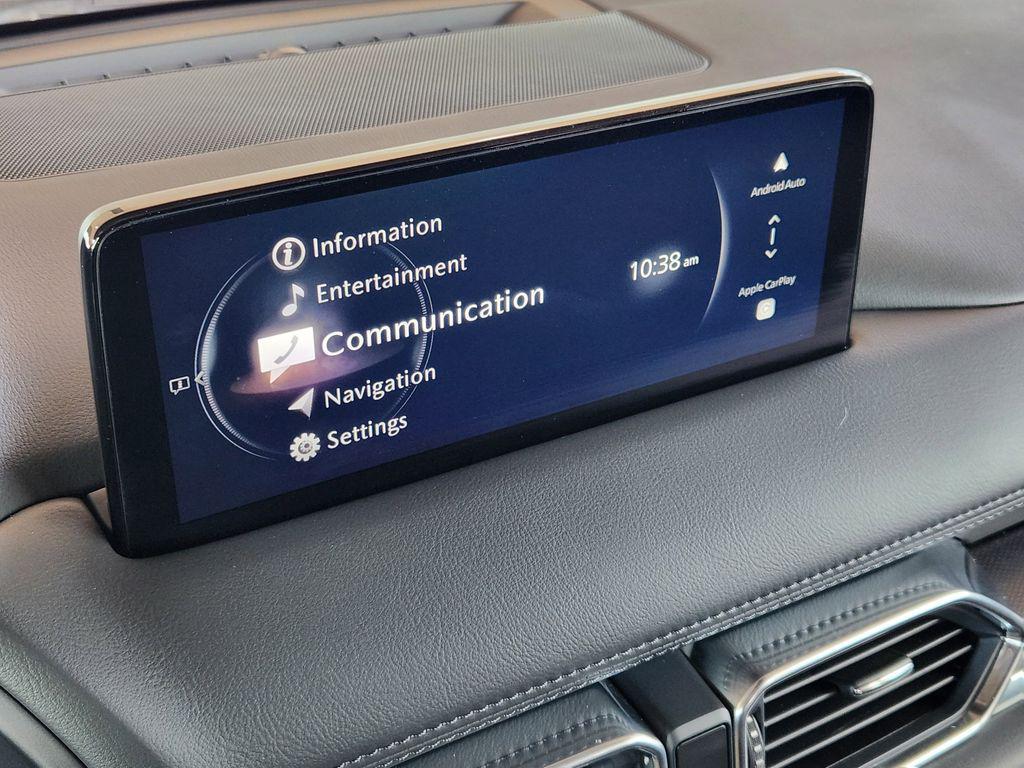 Information
Entertainment
Communication
Navigation
Settings
10:38 am
Android Auto
Apple CarPlay